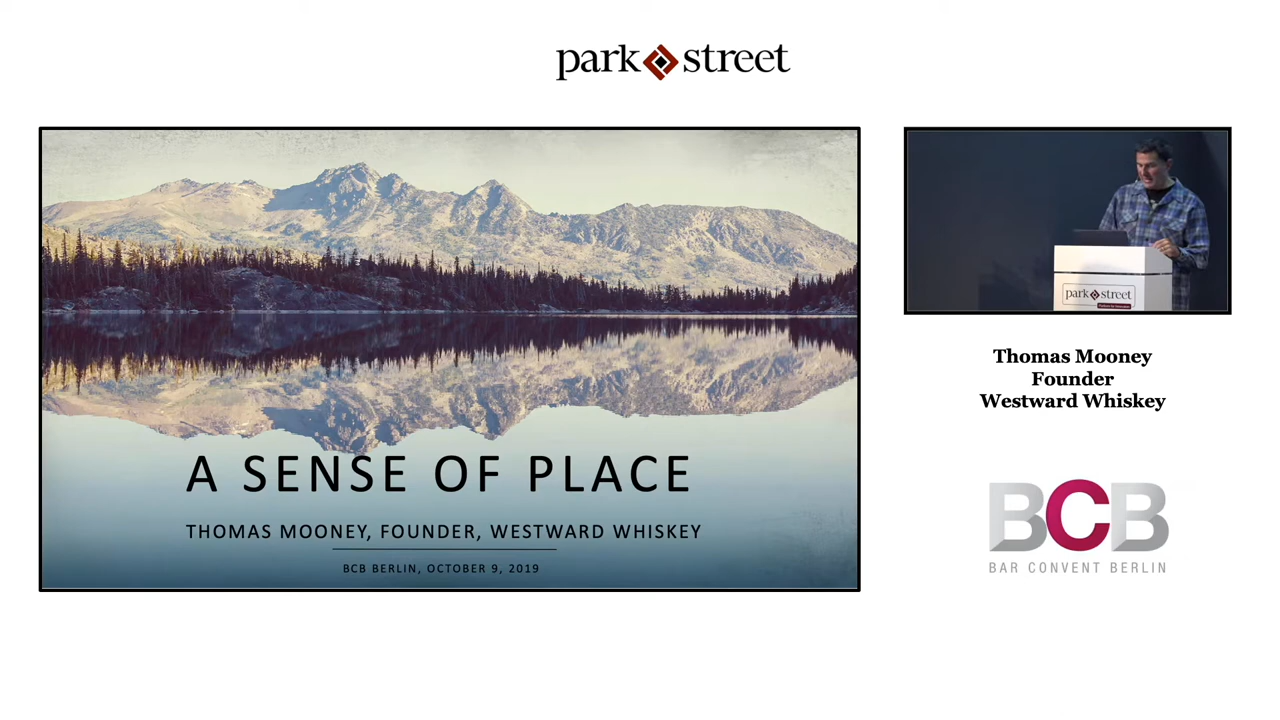 park street
A SENSE OF PLACE
THOMAS MOONEY, FOUNDER, WESTWARD WHISKEY
BCB BERLIN, OCTOBER 9, 2019
park street
Thomas Mooney
Founder
Westward Whiskey
BCB
BAR CONVENT BERLIN